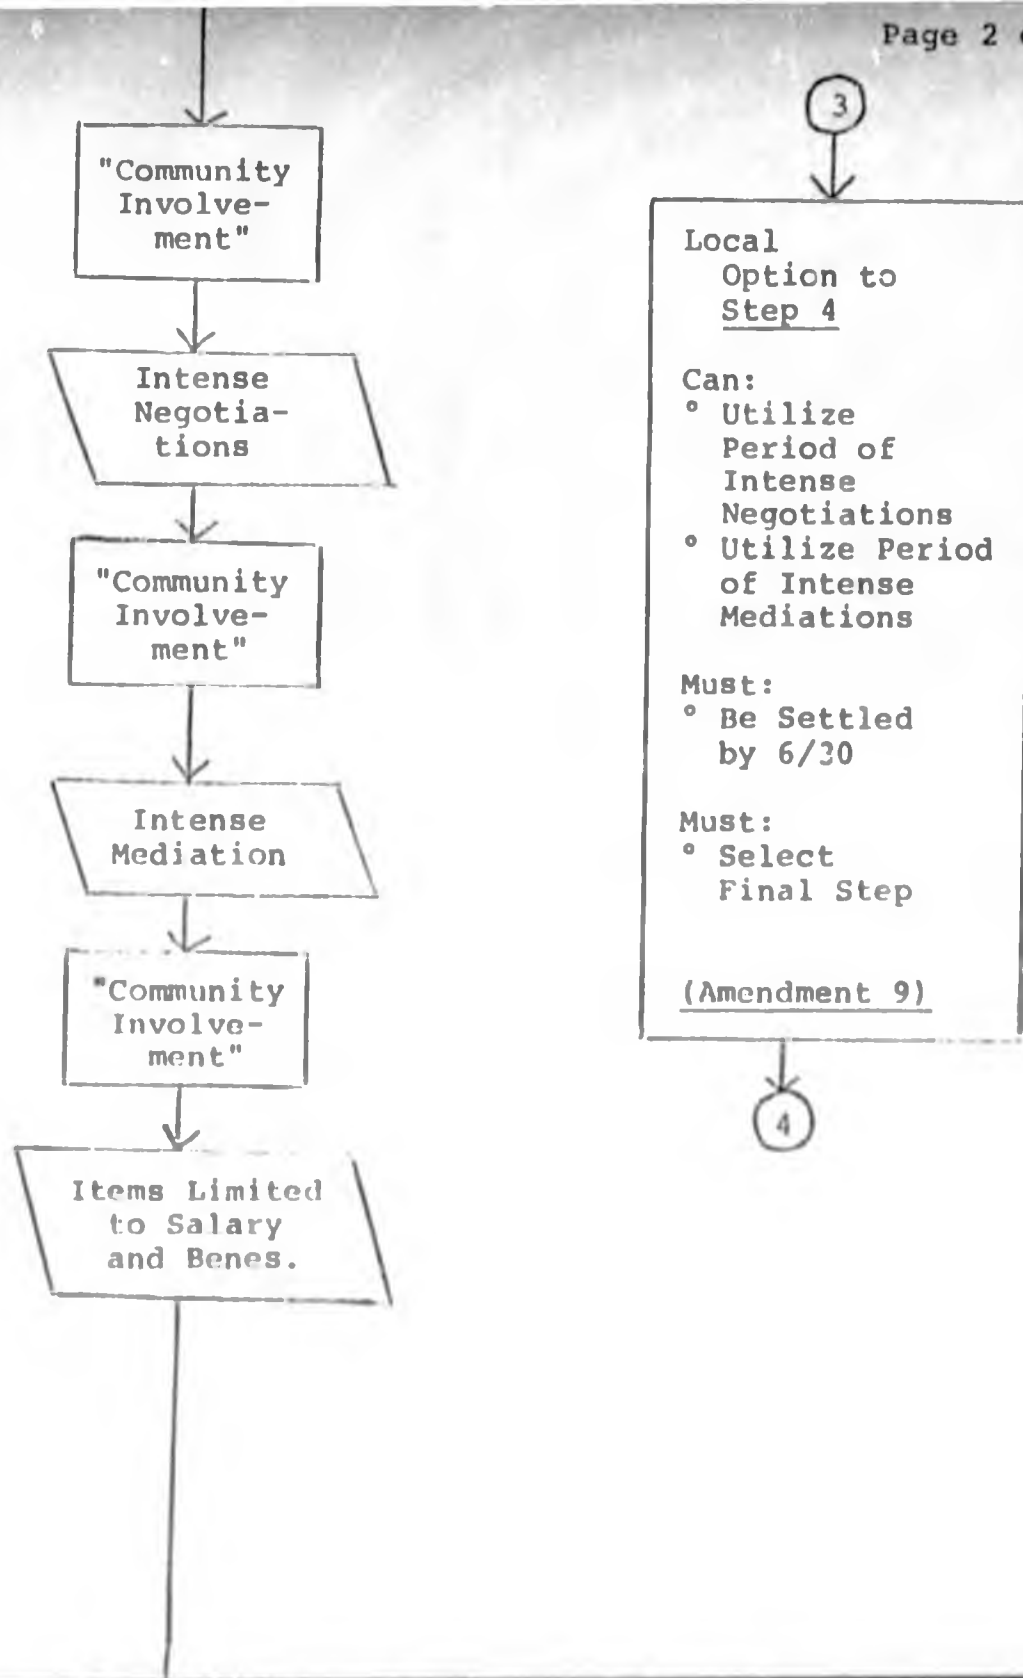 Page 2
"Community
Involve-
ment"
Intense
Negotia-
tions
"Community
Involve-
ment"
Intense
Mediation
"Community
Involve-
ment"
Items Limited
to Salary
and Benes.
3
Local
Option to
Step 4
Can:
° Utilize
Period of
Intense
Negotiations
° Utilize Period
of Intense
Mediations
Must:
° Be Settled
by 6/30
Must:
° Select
Final Step
(Amendment 9)
4